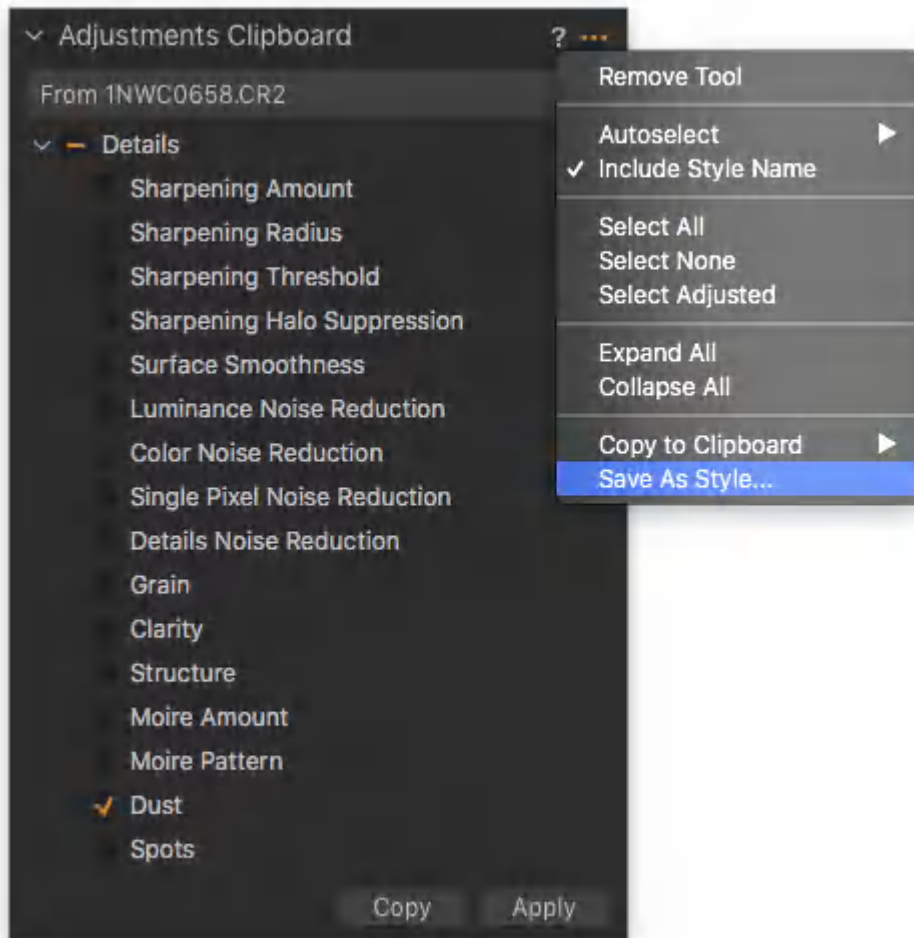 Adjustments Clipboard ?
From 1NWC0658.CR2
Details
Sharpening Amount
Sharpening Radius
Sharpening Threshold
Sharpening Halo Suppression
Surface Smoothness
Luminance Noise Reduction
Color Noise Reduction
Single Pixel Noise Reduction
Details Noise Reduction
Grain
Clarity
Structure
Moire Amount
Moire Pattern
Dust
Spots
Copy Apply
Remove Tool
Autoselect
Include Style Name
Select All
Select None
Select Adjusted
Expand All
Collapse All
Copy to Clipboard
Save As Style...